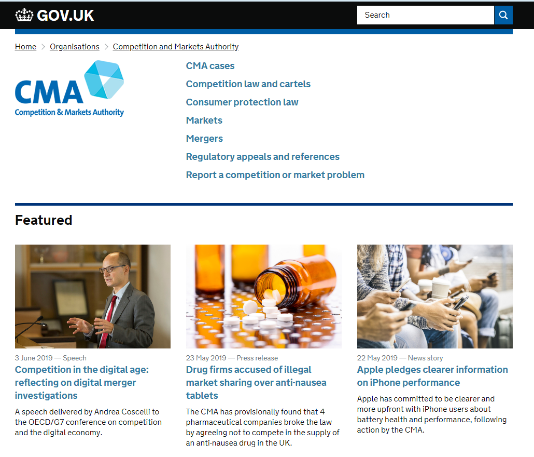 GOV.UK
Search
Home > Organisations > Competition and Markets Authority
CMA
Competition & Markets Authority
CMA cases
Competition law and cartels
Consumer protection law
Markets
Mergers
Regulatory appeals and references
Report a competition or market problem
Featured
3 June 2019 — Speech
Competition in the digital age:
reflecting on digital merger
investigations
A speech delivered by Andrea Coscelli to
the OECD/G7 conference on competition
and the digital economy.
23 May 2019 — Press release
Drug firms accused of illegal
market sharing over anti-nausea
tablets
The CMA has provisionally found that 4
pharmaceutical companies broke the law
by agreeing not to compete in the supply of
an anti-nausea drug in the UK.
22 May 2019 — News story
Apple pledges clearer information
on iPhone performance
Apple has committed to be clearer and
more upfront with iPhone users about
battery health and performance, following
action by the CMA.